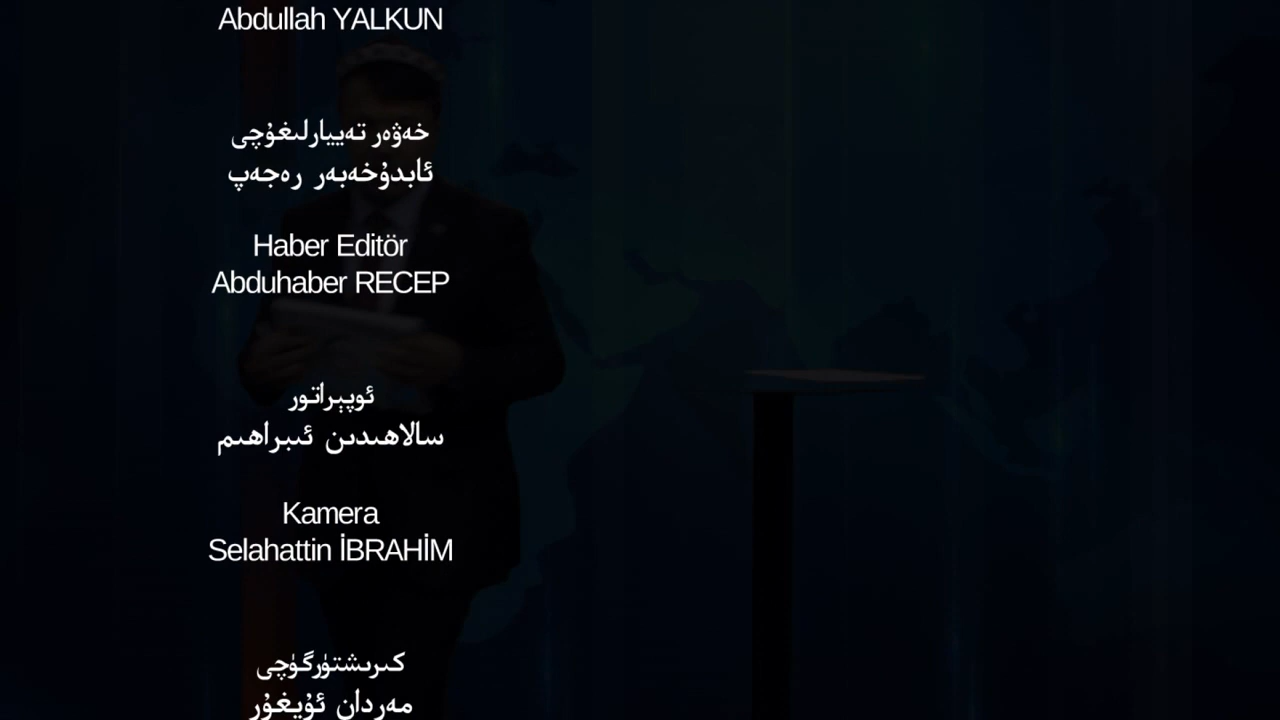 Abdullah YALKUN
خەۋەر تەييارلىغۇچى
ئابدۇخەبەر رەجەپ
Haber Editör
Abduhaber RECEP
ئوپېراتور
سالاھىدىن ئىبراھىم
Kamera
Selahattin İBRAHİM
كىرىشتۈرگۈچى
مەردان ئۇيغۇر